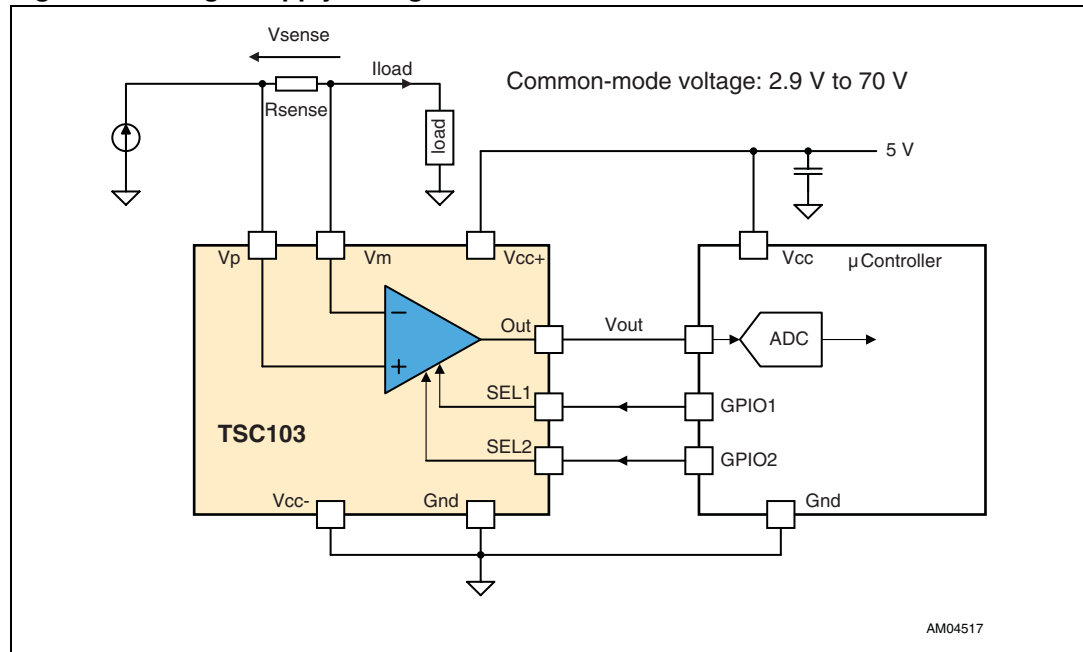 Vsense
Iload
Common-mode voltage: 2.9 V to 70 V
Rsense
load
5 V
Vp
Vm
Vcc+
Vcc
µController
Out
Vout
ADC
SEL1
GPIO1
TSC103
SEL2
GPIO2
Vcc-
Gnd
Gnd
AM04517